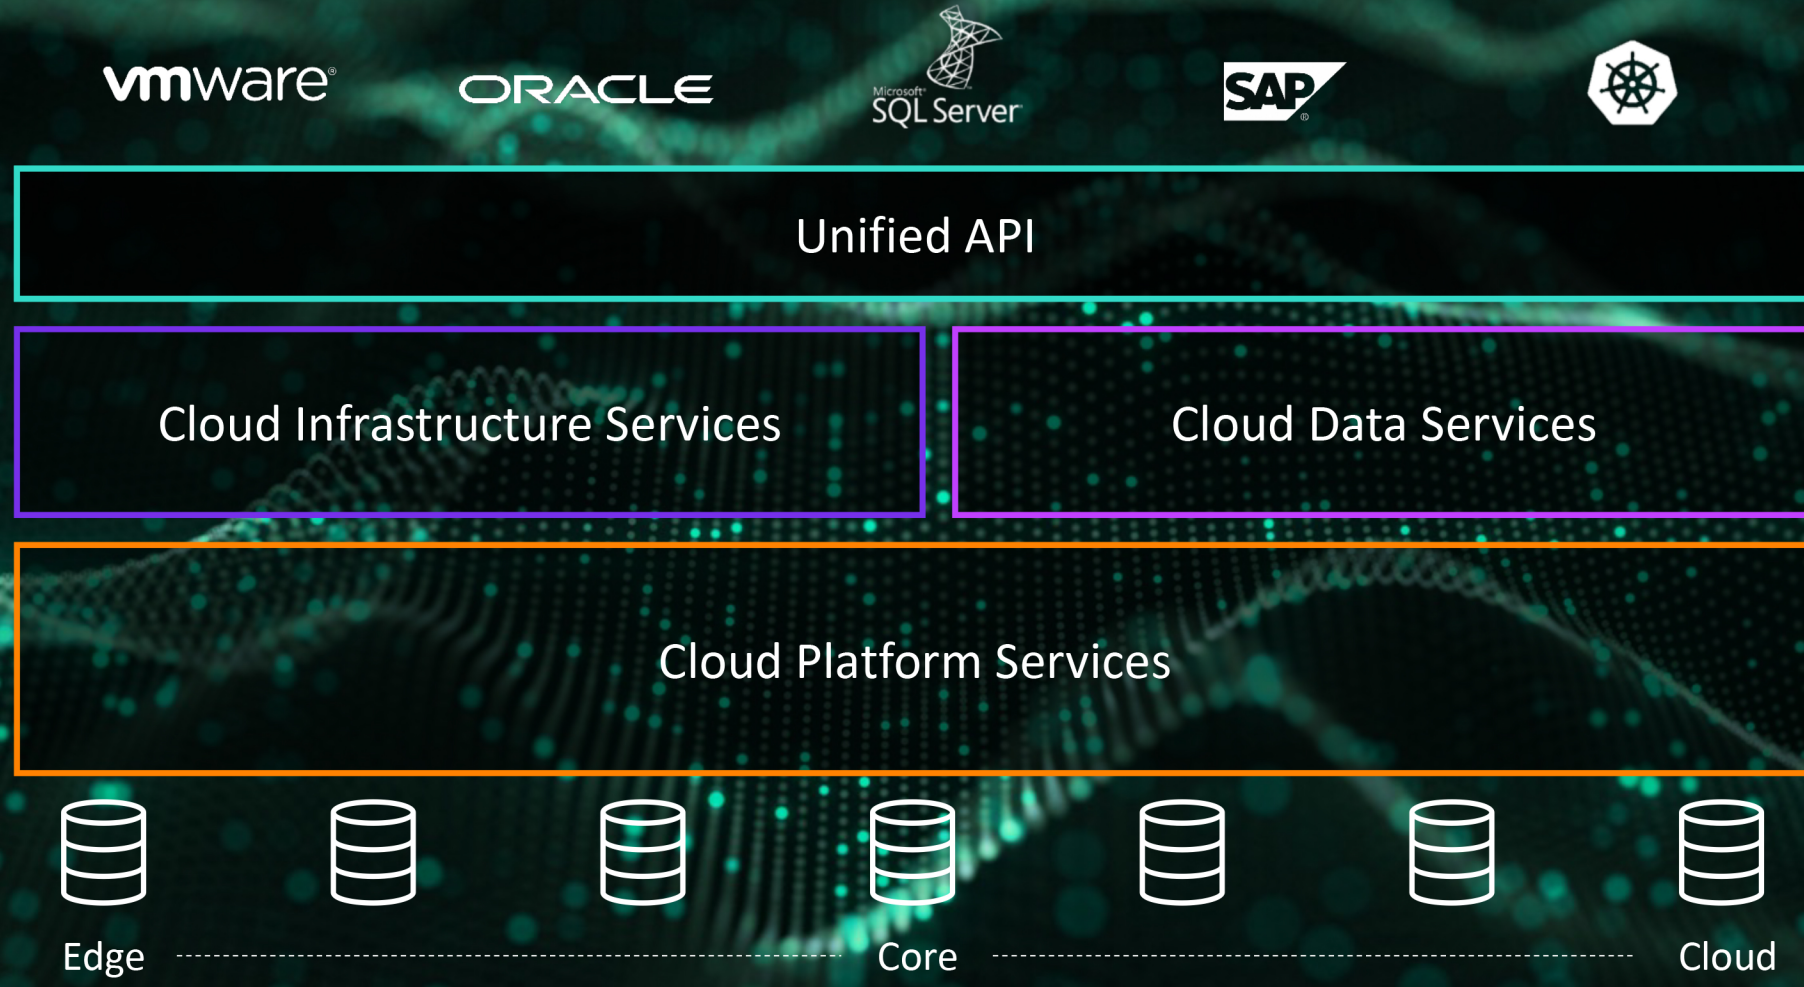 vmware®
ORACLE
Microsoft®
SQL Server
SAP
®
Unified API
Cloud Infrastructure Services
Cloud Data Services
Cloud Platform Services
Edge
Core
Cloud